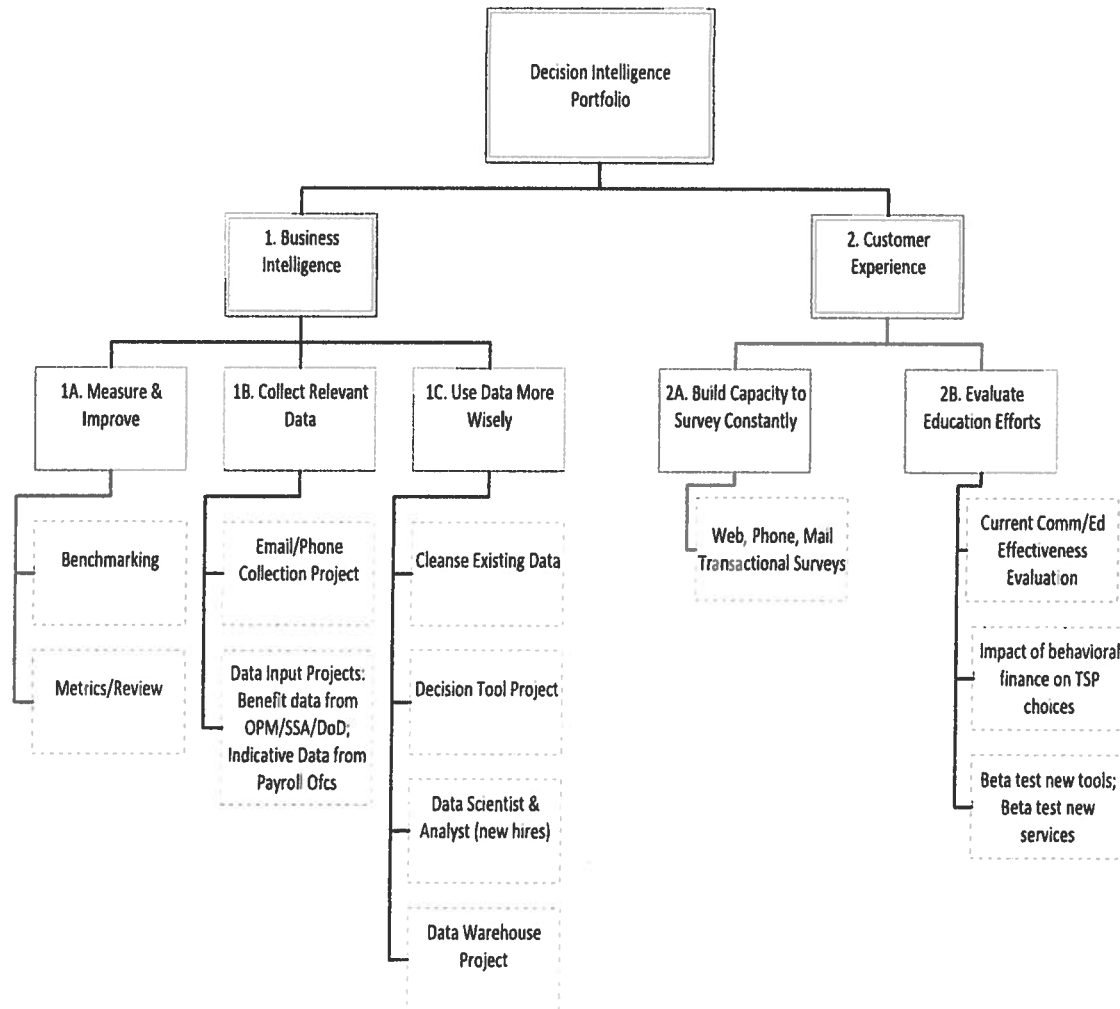 Decision Intelligence
Portfolio
1. Business
Intelligence
2. Customer
Experience
1A. Measure &
Improve
1B. Collect Relevant
Data
1C. Use Data More
Wisely
2A. Build Capacity to
Survey Constantly
2B. Evaluate
Education Efforts
Benchmarking
Metrics/Review
Email/Phone
Collection Project
Data Input Projects:
Benefit data from
OPM/SSA/DoD;
Indicative Data from
Payroll Ofcs
Cleanse Existing Data
Decision Tool Project
Data Scientist &
Analyst (new hires)
Data Warehouse
Project
Web, Phone, Mail
Transactional Surveys
Current Comm/Ed
Effectiveness
Evaluation
Impact of behavioral
finance on TSP
choices
Beta test new tools;
Beta test new
services